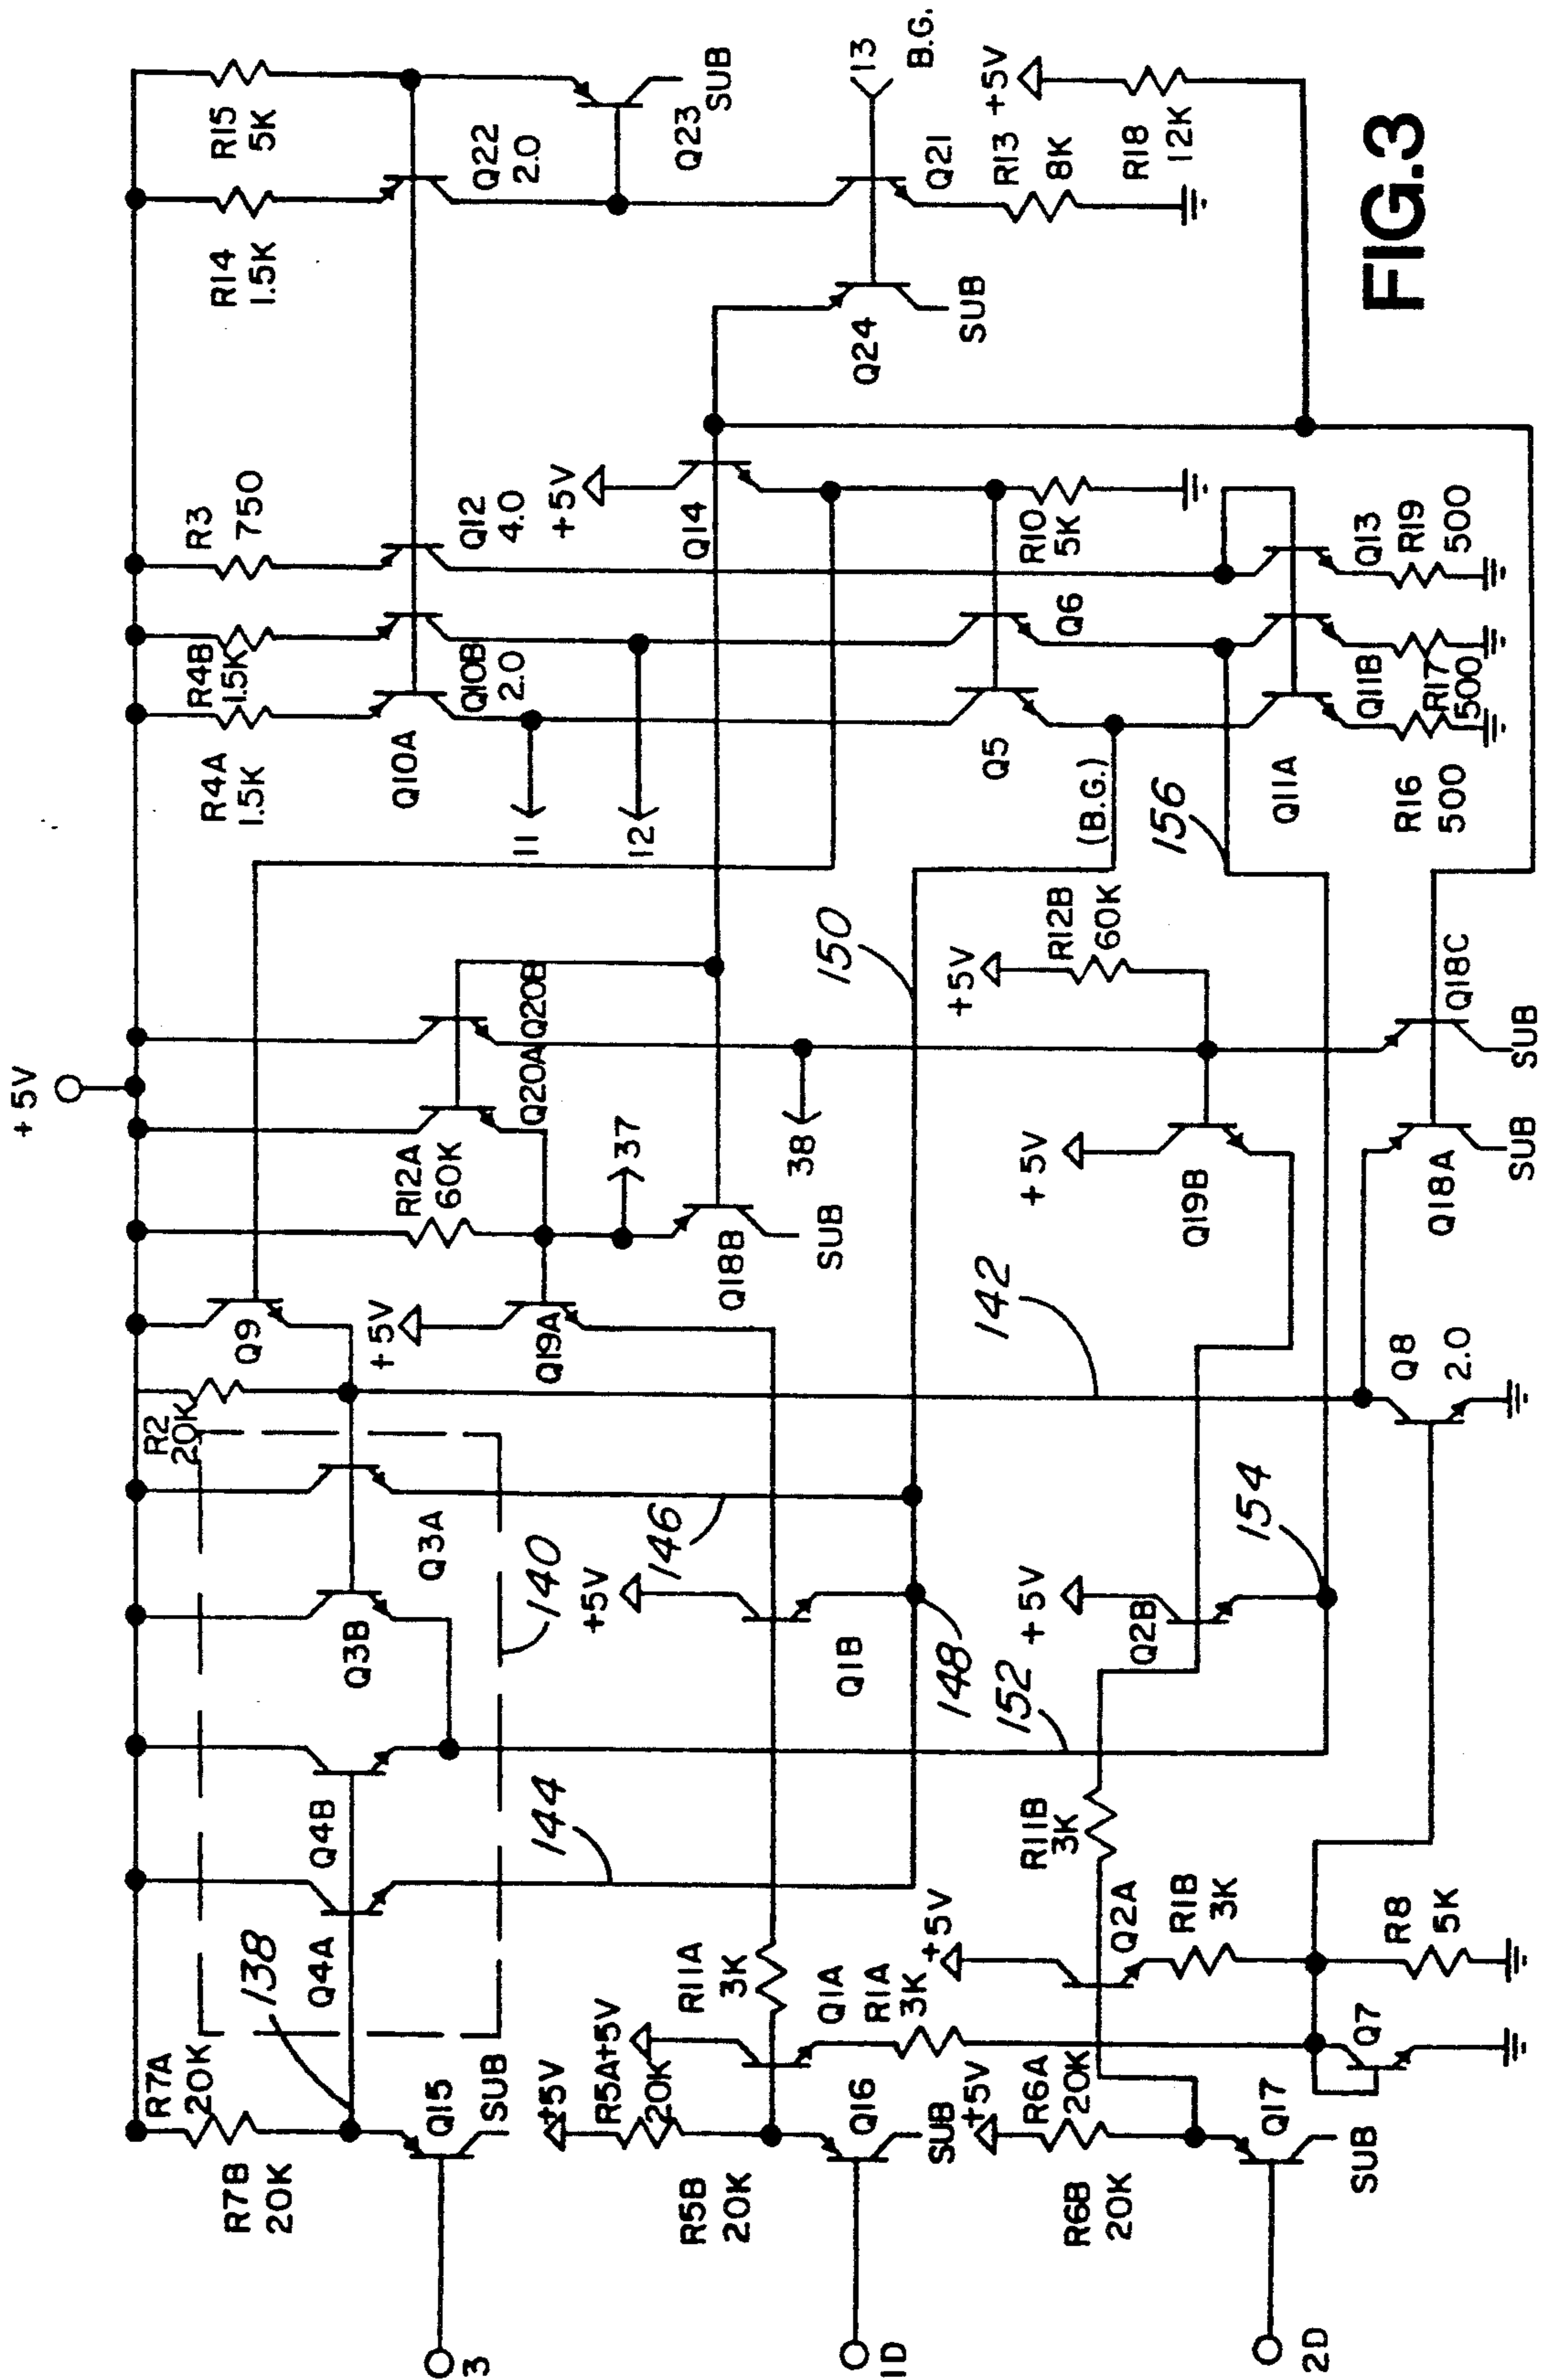 +5V
R7A
20K
R7B
20K
138
Q15
SUB
3
Q4A
Q4B
Q3B
Q3A
140
R2
20K
Q9
+5V
Q19A
R12A
60K
Q20A
Q20B
37
Q18B
SUB
38
R4A
1.5K
R4B
1.5K
R3
750
Q10A
Q10B
2.0
Q12
4.0
11
12
+5V
Q14
R14
1.5K
R15
5K
Q22
2.0
Q23
SUB
13
B.G.
Q24
SUB
Q21
R13
8K
+5V
R18
12K
144
146
142
150
+5V
R5A
20K
+5V
R5B
20K
R11A
3K
Q16
SUB
1D
Q1A
R1A
3K
+5V
Q1B
148
152
Q5
Q6
R10
5K
(B.G.)
156
Q11A
Q11B
Q13
R16
500
R17
500
R19
500
+5V
R12B
60K
+5V
Q19B
+5V
R6A
20K
R6B
20K
Q17
SUB
2D
+5V
Q2A
R11B
3K
R1B
3K
+5V
Q2B
154
Q7
R8
5K
Q8
2.0
Q18A
SUB
Q18C
SUB
FIG.3